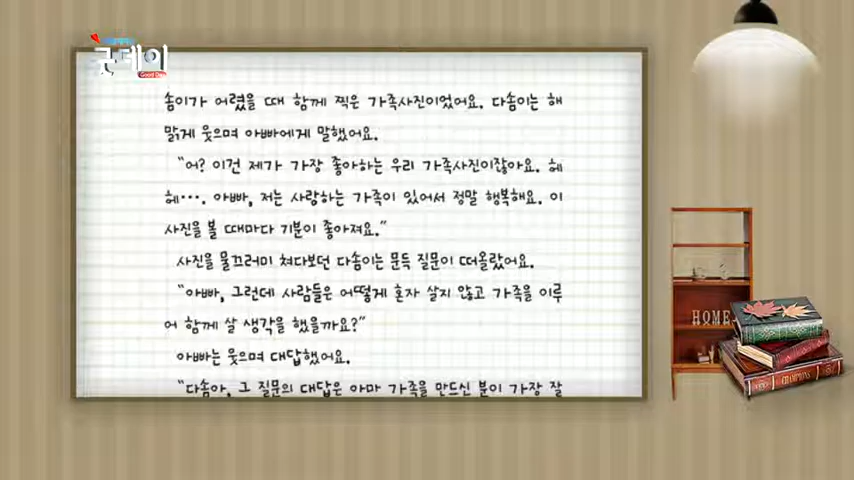 굿데이
Good Day
솜이가 어렸을 때 함께 찍은 가족사진이었어요. 다솜이는 해
맑게 웃으며 아빠에게 말했어요.
"어? 이건 제가 가장 좋아하는 우리 가족사진이잖아요. 헤
헤···. 아빠, 저는 사랑하는 가족이 있어서 정말 행복해요. 이
사진을 볼 때마다 기분이 좋아져요."
사진을 물끄러미 쳐다보던 다솜이는 문득 질문이 떠올랐어요.
"아빠, 그런데 사람들은 어떻게 혼자 살지 않고 가족을 이루
어 함께 살 생각을 했을까요?"
아빠는 웃으며 대답했어요.
"다솜아, 그 질문의 대답은 아마 가족을 만드신 분이 가장 잘
HOME
CHAMPIONS